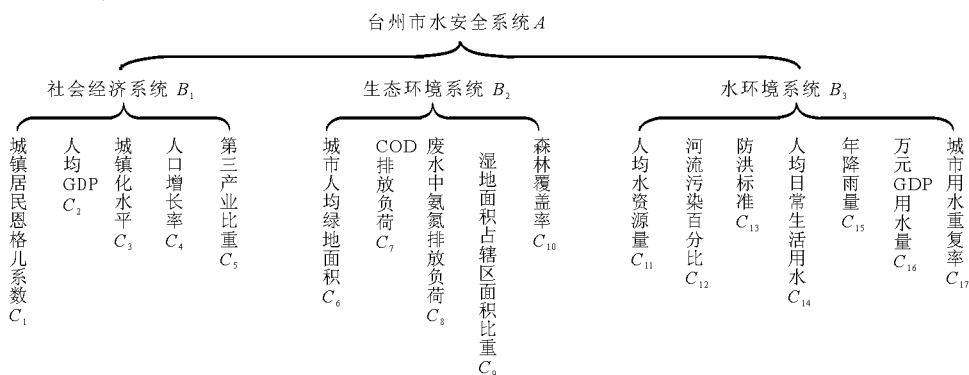 台州市水安全系统A
社会经济系统 B₁
生态环境系统 B₂
水环境系统 B₃
城镇居民恩格儿系数C₁
人均GDP C₂
城镇化水平C₃
人口增长率C₄
第三产业比重C₅
城市人均绿地面积C₆
COD排放负荷C₇
废水中氨氮排放负荷C₈
湿地面积占辖区面积比重C₉
森林覆盖率C₁₀
人均水资源量C₁₁
河流污染百分比C₁₂
防洪标准C₁₃
人均日常生活用水C₁₄
年降雨量C₁₅
万元GDP用水量C₁₆
城市用水重复率C₁₇